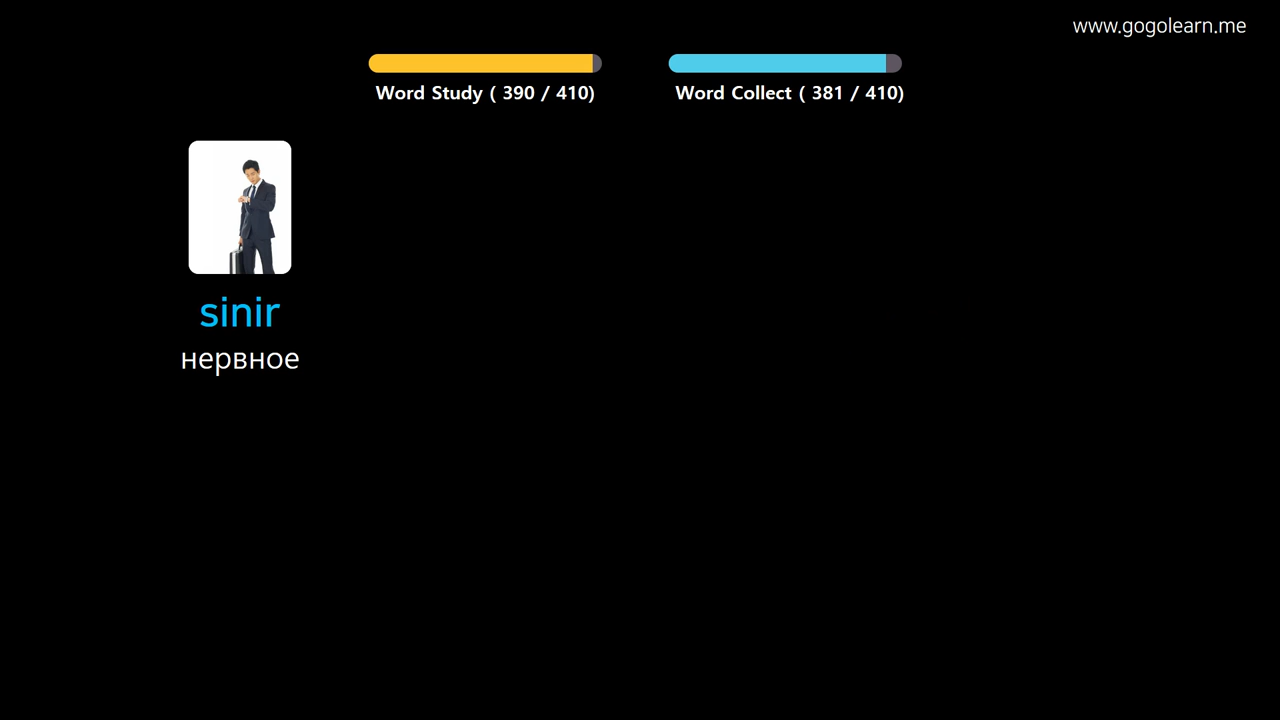 www.gogolearn.me
Word Study ( 390 / 410)
Word Collect ( 381 / 410)
sinir
нервное